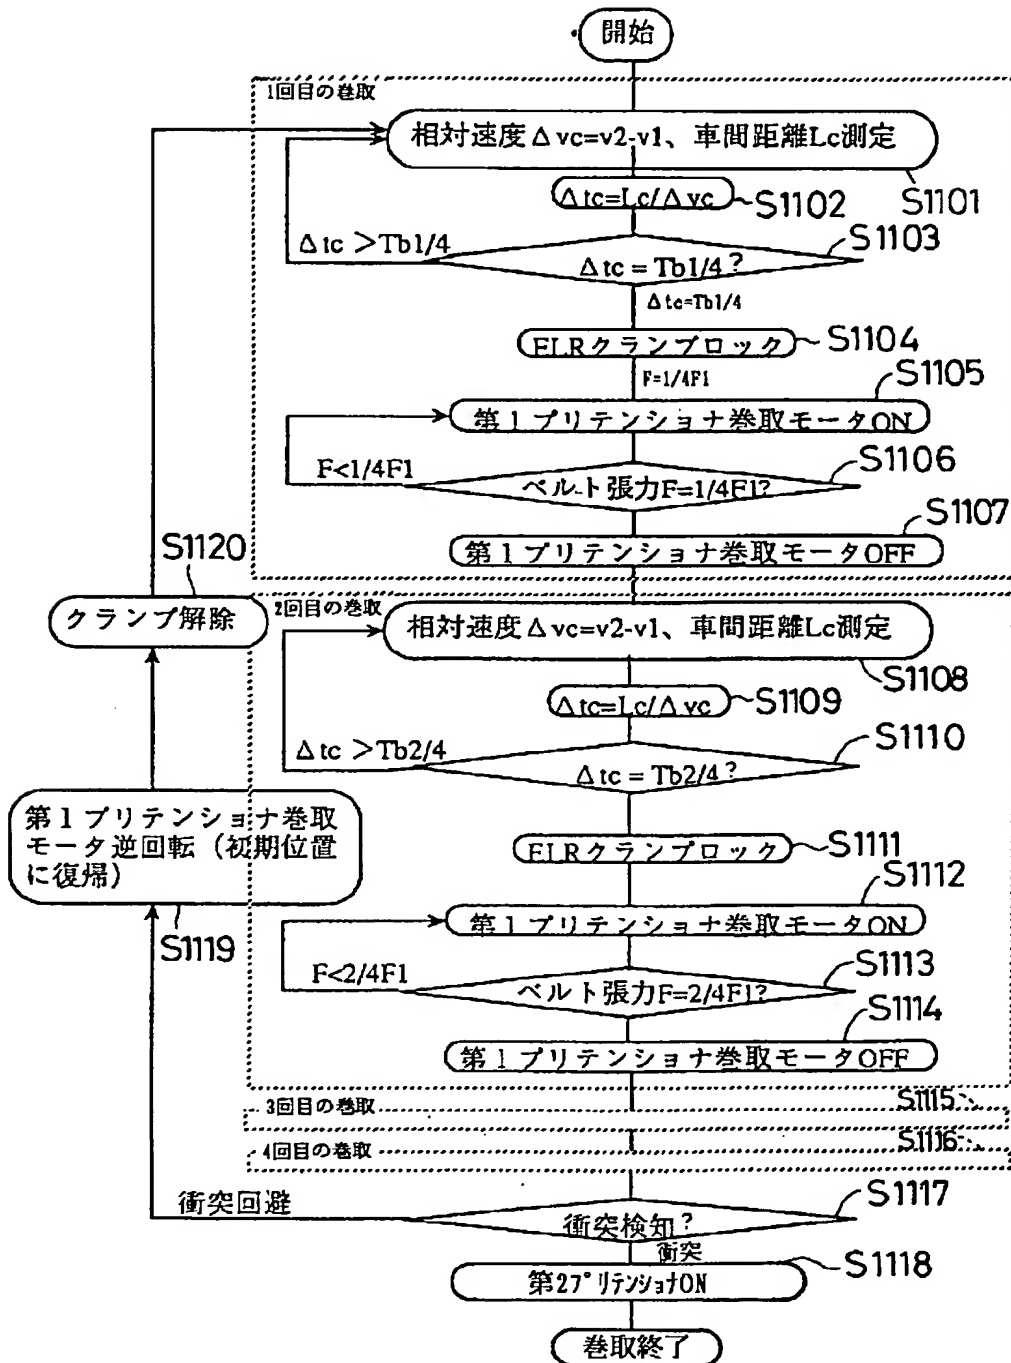 開始
1回目の巻取
相対速度Δvc=v2-v1、車間距離Lc測定
S1101
Δtc=Lc/Δvc
S1102
S1103
Δtc >Tb1/4
Δtc = Tb1/4?
Δtc=Tb1/4
ELRクランプロック
S1104
F=1/4F1
S1105
第1プリテンショナ巻取モータON
F<1/4F1
S1106
ベルト張力F=1/4F1?
S1107
第1プリテンショナ巻取モータOFF
S1120
クランプ解除
2回目の巻取
相対速度Δvc=v2-v1、車間距離Lc測定
S1108
Δtc=Lc/Δvc
S1109
S1110
Δtc >Tb2/4
Δtc = Tb2/4?
第1プリテンショナ巻取
モータ逆回転（初期位置
に復帰）
S1119
ELRクランプロック
S1111
S1112
第1プリテンショナ巻取モータON
F<2/4F1
S1113
ベルト張力F=2/4F1?
S1114
第1プリテンショナ巻取モータOFF
3回目の巻取
S1115
4回目の巻取
S1116
衝突回避
S1117
衝突検知?
衝突
S1118
第2プリテンショナON
巻取終了